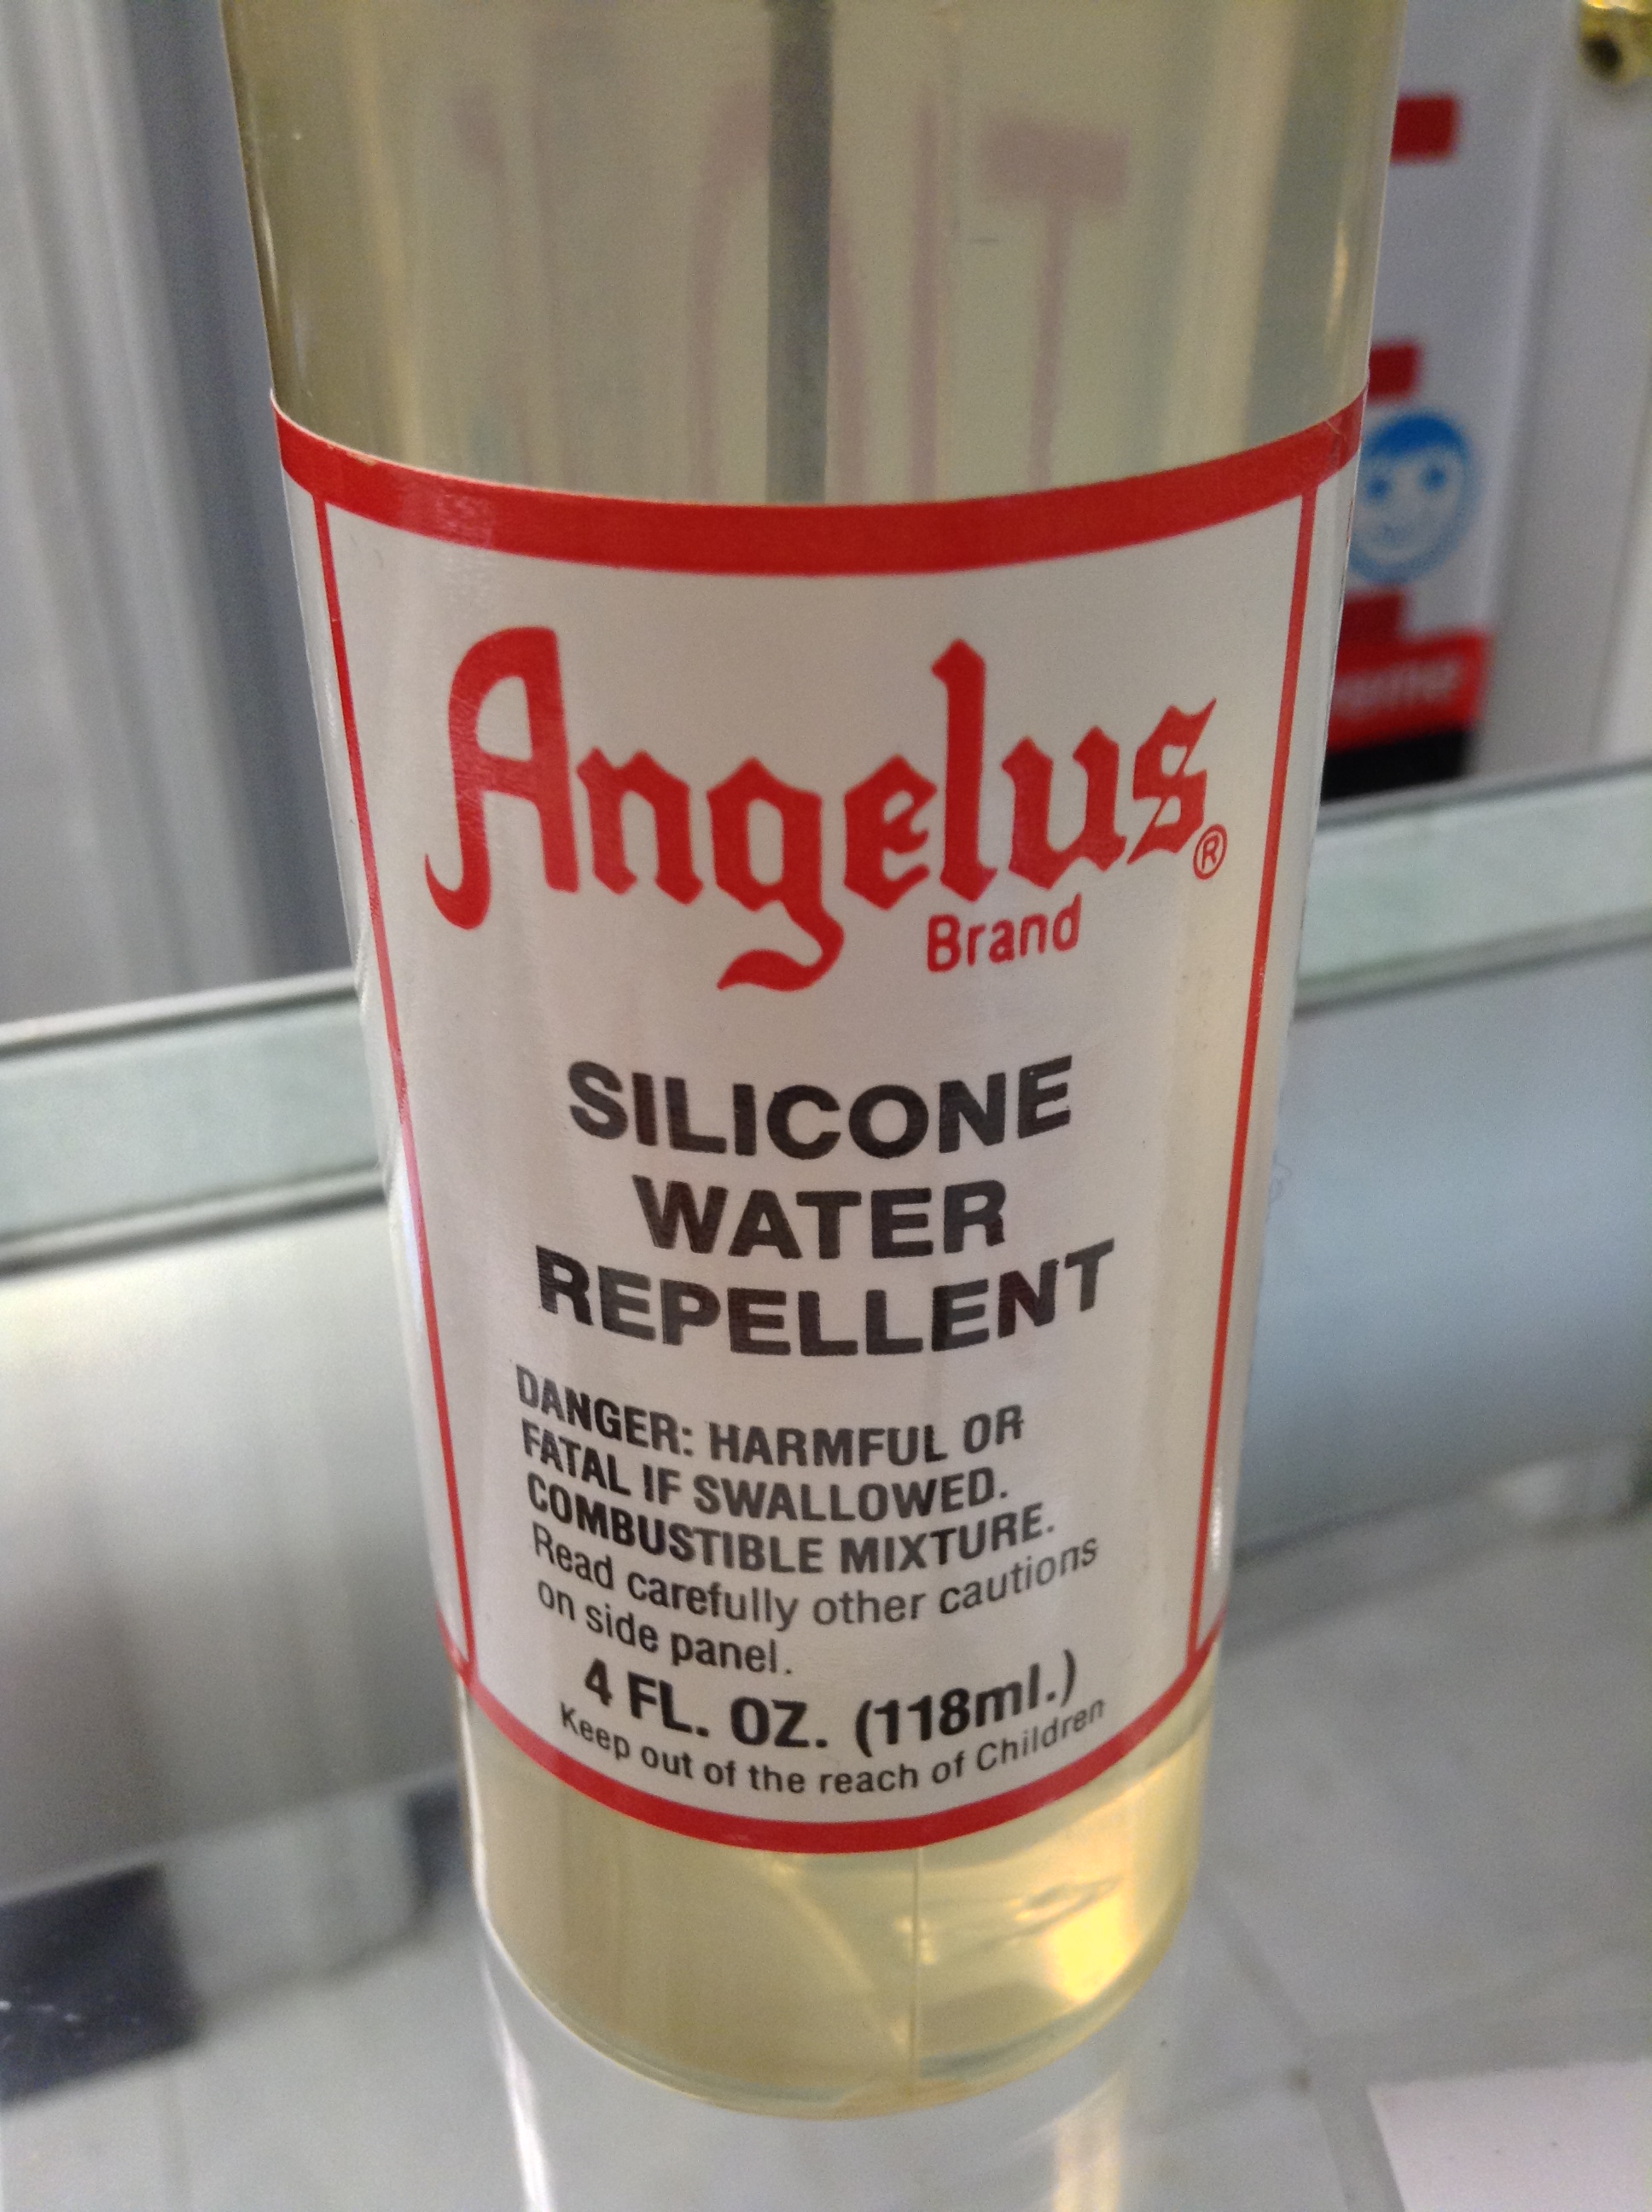 Angelus®
Brand
SILICONE
WATER
REPELLENT
DANGER: HARMFUL OR
FATAL IF SWALLOWED.
COMBUSTIBLE MIXTURE.
Read carefully other cautions
on side panel.
4 FL. OZ. (118ml.)
Keep out of the reach of Children